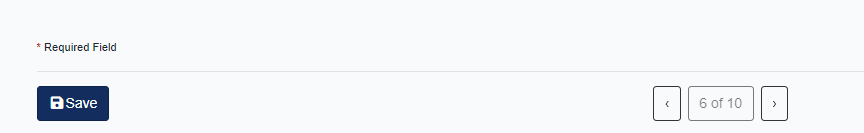 * Required Field
Save ‹ 6 of 10 ›